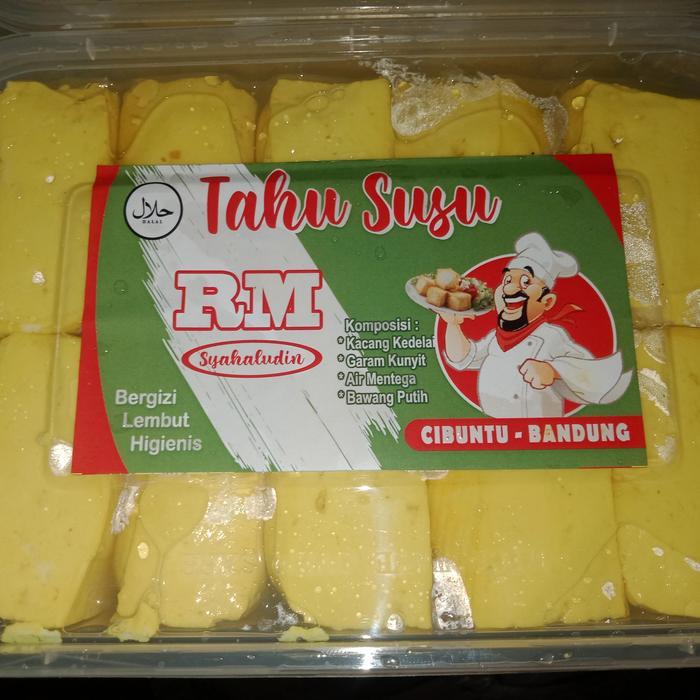 حلال
HALAL
Tahu Susu
RM
Syahaludin
Komposisi :
* Kacang Kedelai
* Garam Kunyit
* Air Mentega
* Bawang Putih
Bergizi
Lembut
Higienis
CIBUNTU - BANDUNG